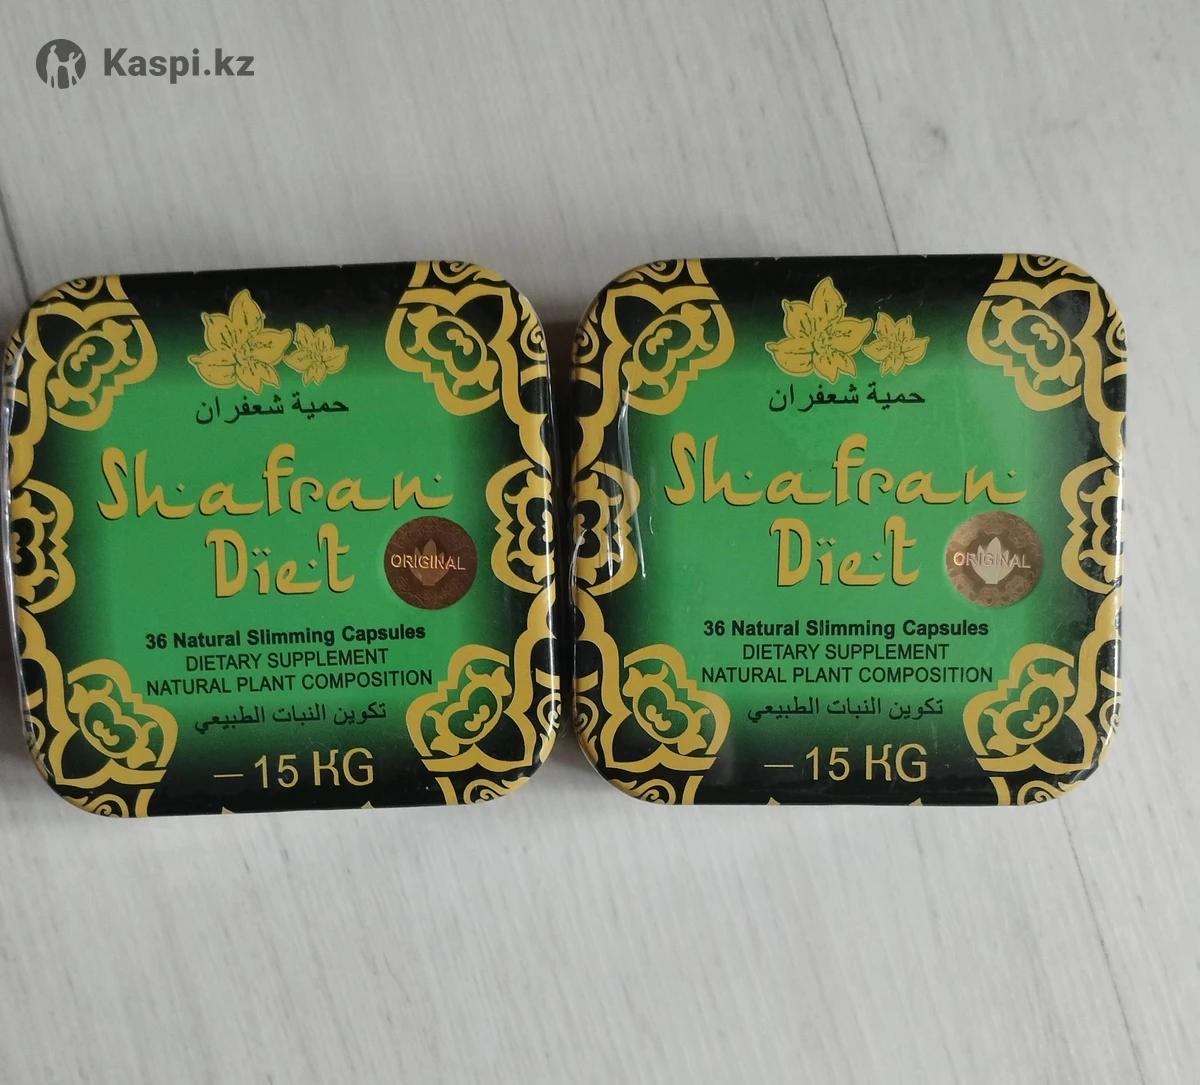 Kaspi.kz
حمية شعفران
Shafran
Diet
ORIGINAL
36 Natural Slimming Capsules
DIETARY SUPPLEMENT
NATURAL PLANT COMPOSITION
تكوين النبات الطبيعي
– 15 KG
حمية شعفران
Shafran
Diet
ORIGINAL
36 Natural Slimming Capsules
DIETARY SUPPLEMENT
NATURAL PLANT COMPOSITION
تكوين النبات الطبيعي
– 15 KG